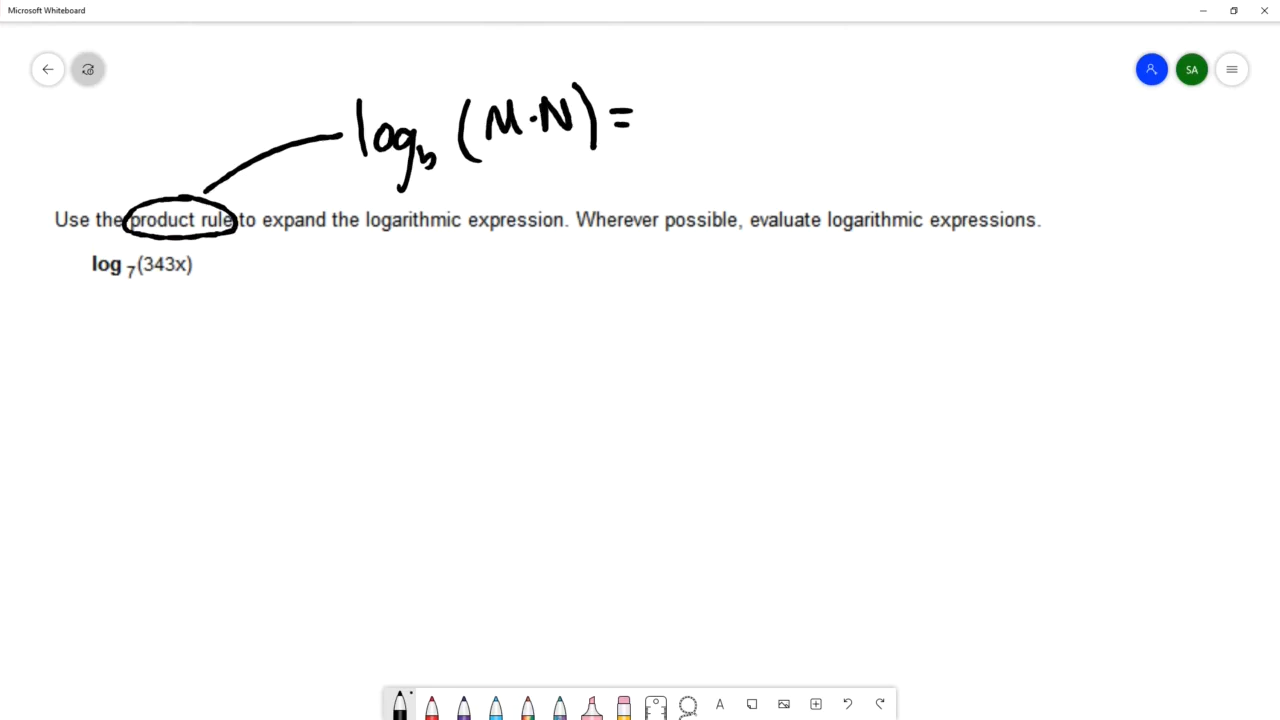 Microsoft Whiteboard
SA
log_b (M·N) =
Use the product rule to expand the logarithmic expression. Wherever possible, evaluate logarithmic expressions.
log ₇(343x)
A